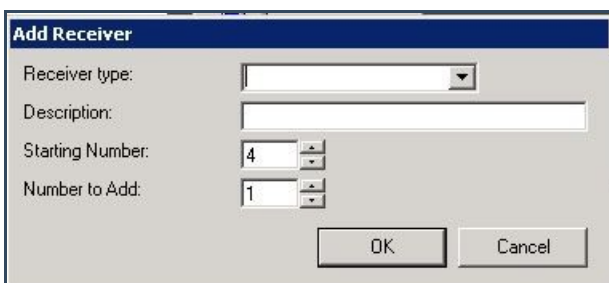 Add Receiver
Receiver type:
Description:
Starting Number: 4
Number to Add: 1
OK Cancel